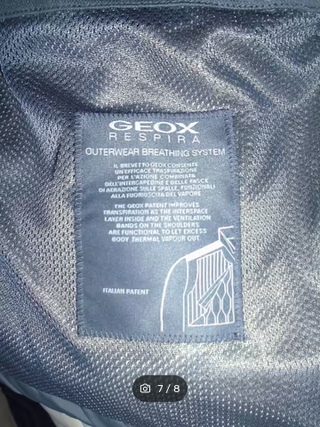 GEOX
RESPIRA
OUTERWEAR BREATHING SYSTEM
IL BREVETTO GEOX CONSENTE
UN'EFFICACE TRASPIRAZIONE
PER L'AZIONE COMBINATA
DELL'INTERCAPEDINE E DELLE FASCE
DI AERAZIONE SULLE SPALLE, FUNZIONALI
ALLA FUORIUSCITA DEL VAPORE
THE GEOX PATENT IMPROVES
TRANSPIRATION AS THE INTERSPACE
LAYER INSIDE AND THE VENTILATION
BANDS ON THE SHOULDERS
ARE FUNCTIONAL TO LET EXCESS
BODY THERMAL VAPOUR OUT
ITALIAN PATENT
7/8